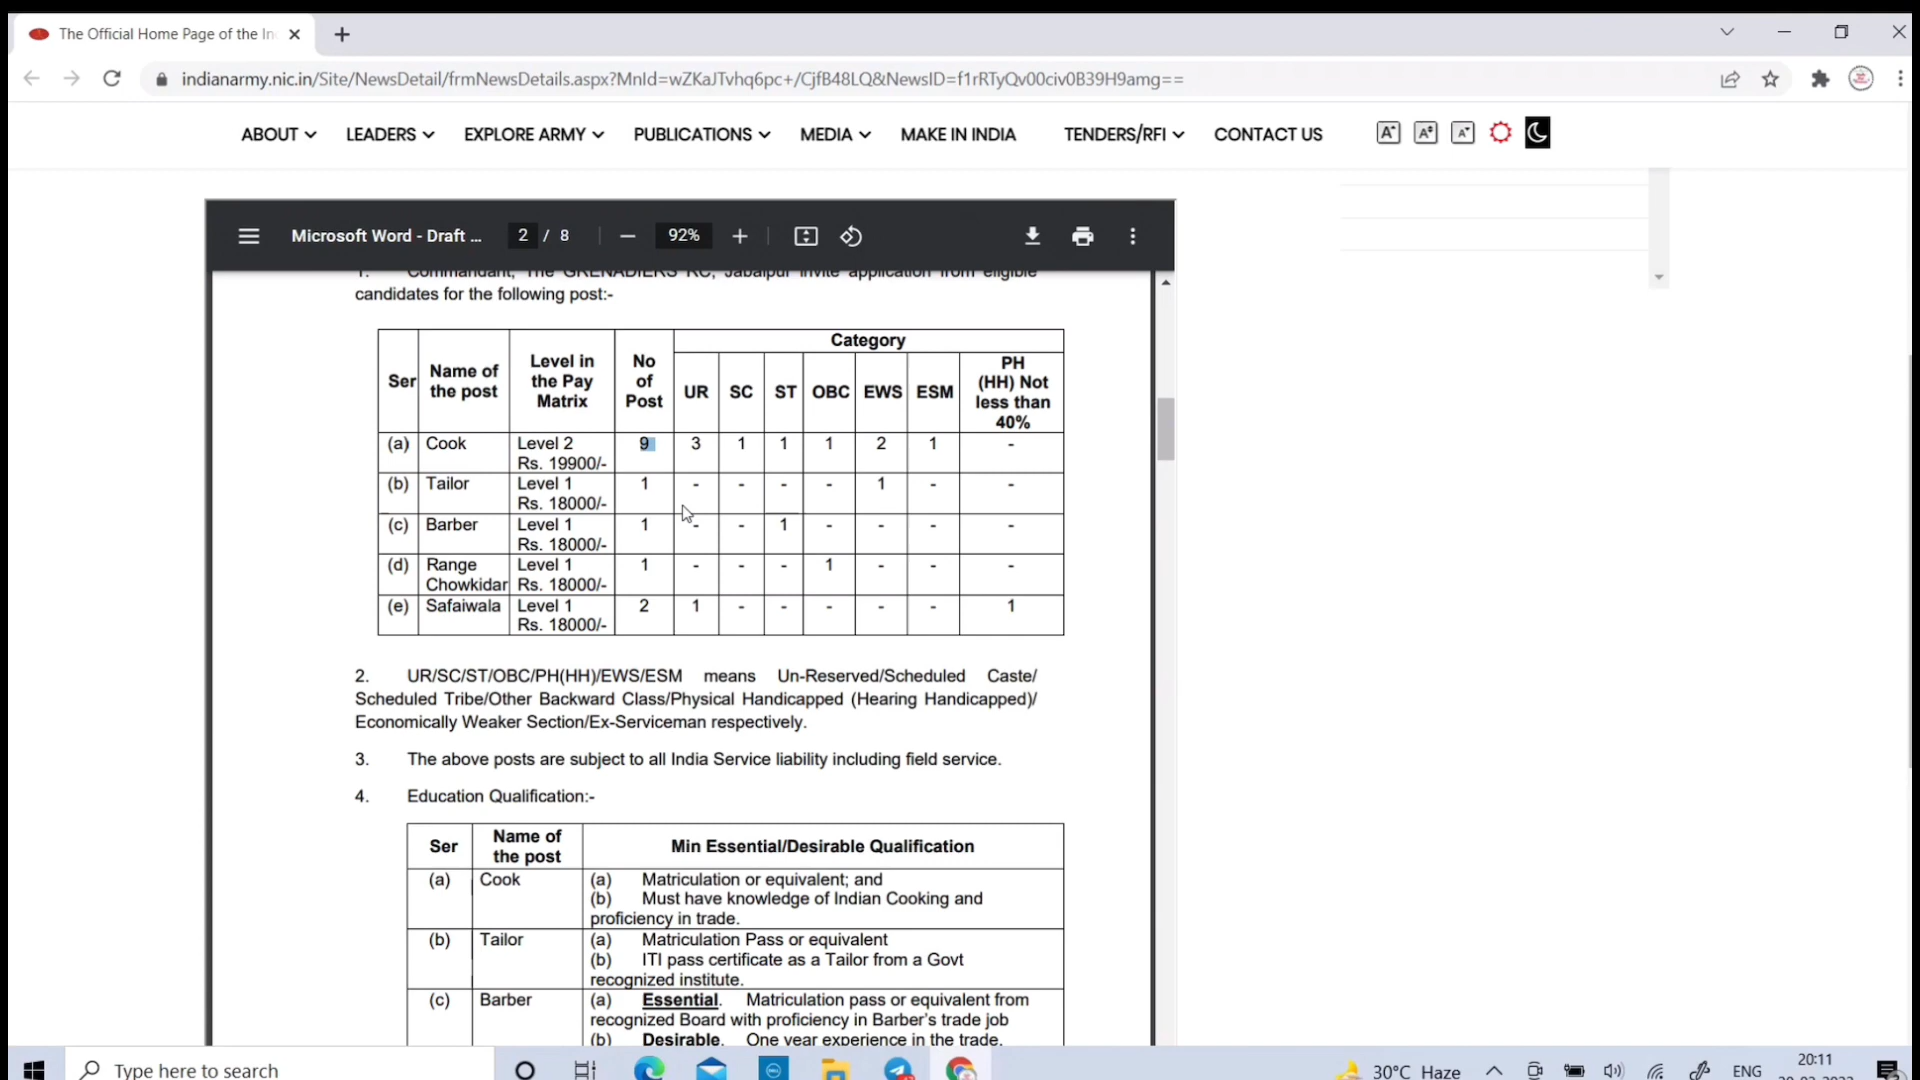 The Official Home Page of the In
indianarmy.nic.in/Site/NewsDetail/frmNewsDetails.aspx?MnId=wZKaJTvhq6pc+/CjfB48LQ&NewsID=f1rRTyQv00civ0B39H9amg==
ABOUT LEADERS EXPLORE ARMY PUBLICATIONS MEDIA MAKE IN INDIA TENDERS/RFI CONTACT US A A A
Microsoft Word - Draft ... 2 / 8 − 92% +
1. Commandant, The GRENADIERS RC, Jabalpur invite application from eligible
candidates for the following post:-
Category
Ser Name of the post Level in the Pay Matrix No of Post UR SC ST OBC EWS ESM PH (HH) Not less than 40%
(a) Cook Level 2 9 3 1 1 1 2 1 -
Rs. 19900/-
(b) Tailor Level 1 1 - - - - 1 - -
Rs. 18000/-
(c) Barber Level 1 1 - - 1 - - - -
Rs. 18000/-
(d) Range Level 1 1 - - - 1 - - -
Chowkidar Rs. 18000/-
(e) Safaiwala Level 1 2 1 - - - - - 1
Rs. 18000/-
2. UR/SC/ST/OBC/PH(HH)/EWS/ESM means Un-Reserved/Scheduled Caste/
Scheduled Tribe/Other Backward Class/Physical Handicapped (Hearing Handicapped)/
Economically Weaker Section/Ex-Serviceman respectively.
3. The above posts are subject to all India Service liability including field service.
4. Education Qualification:-
Ser Name of the post Min Essential/Desirable Qualification
(a) Cook (a) Matriculation or equivalent; and
(b) Must have knowledge of Indian Cooking and
proficiency in trade.
(b) Tailor (a) Matriculation Pass or equivalent
(b) ITI pass certificate as a Tailor from a Govt
recognized institute.
(c) Barber (a) Essential. Matriculation pass or equivalent from
recognized Board with proficiency in Barber's trade job
(b) Desirable. One year experience in the trade.
Type here to search
30°C Haze ENG 20:11